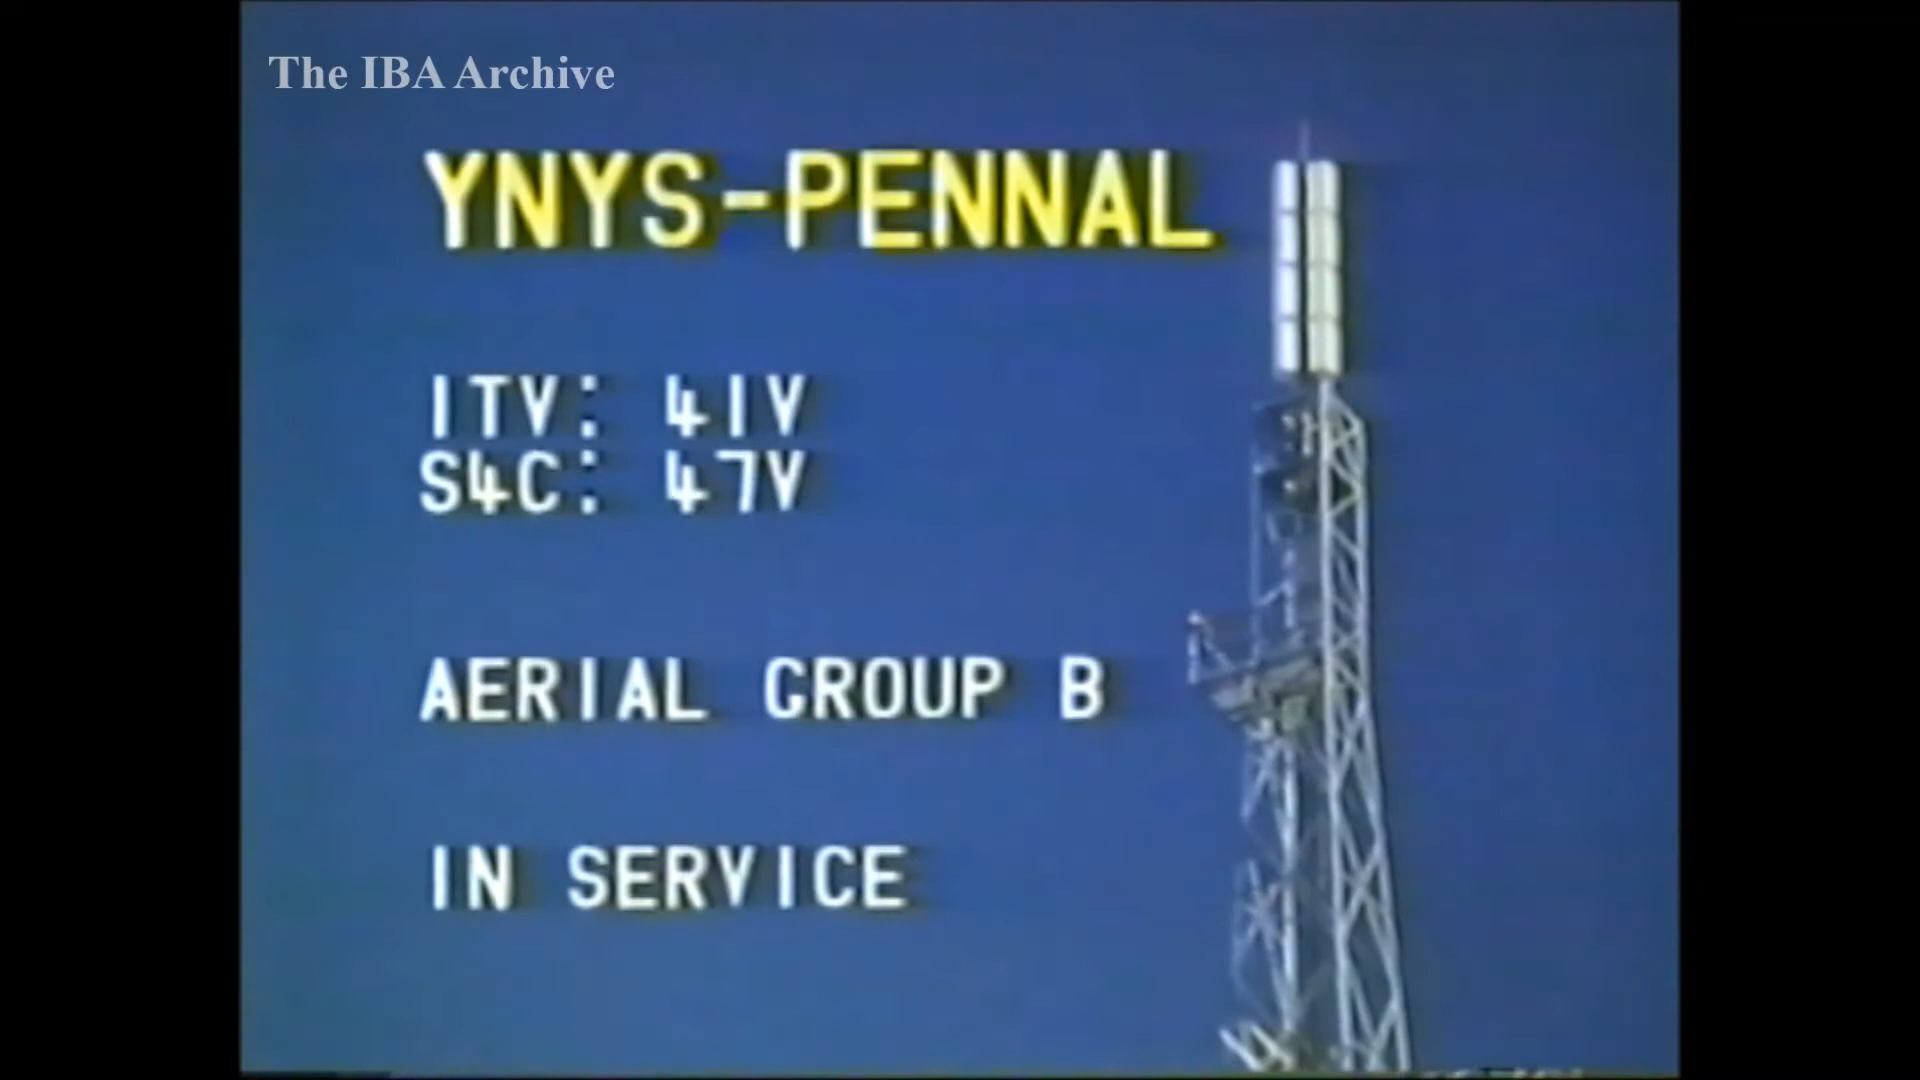 The IBA Archive
YNYS-PENNAL
ITV: 41V
S4C: 47V
AERIAL GROUP B
IN SERVICE